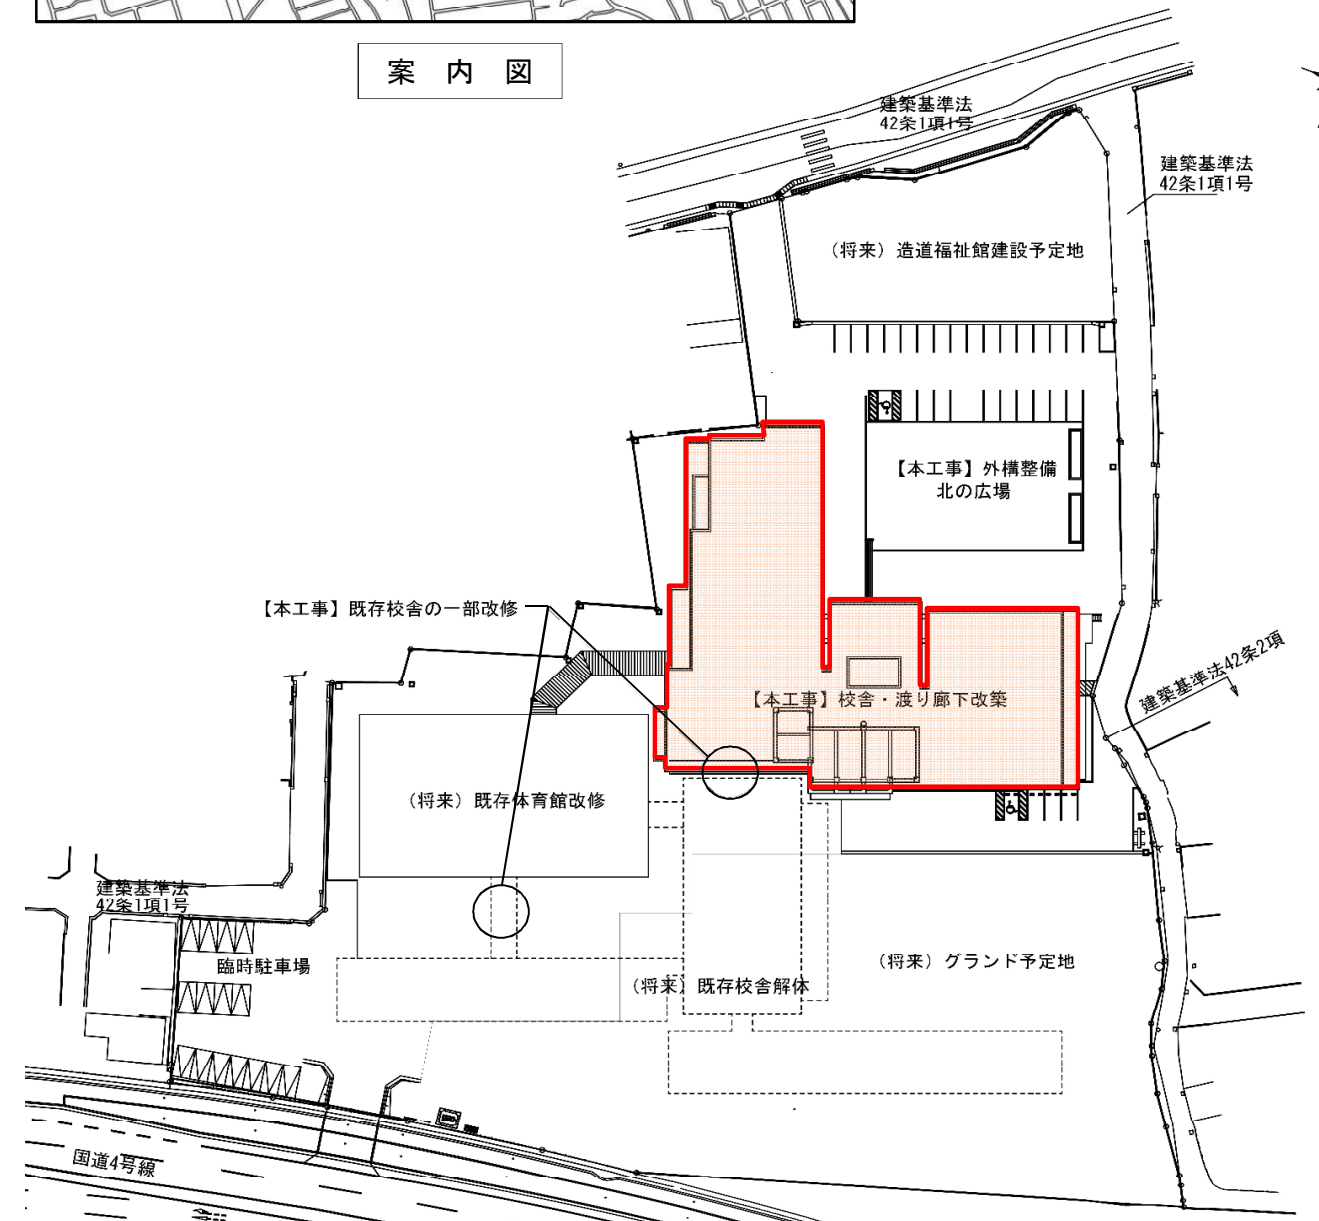 案内図
建築基準法
42条1項1号
建築基準法
42条1項1号
（将来）造道福祉館建設予定地
【本工事】外構整備
北の広場
【本工事】既存校舎の一部改修
建築基準法42条2項
【本工事】校舎・渡り廊下改築
（将来）既存体育館改修
建築基準法
42条1項1号
臨時駐車場
（将来）グランド予定地
（将来）既存校舎解体
国道4号線